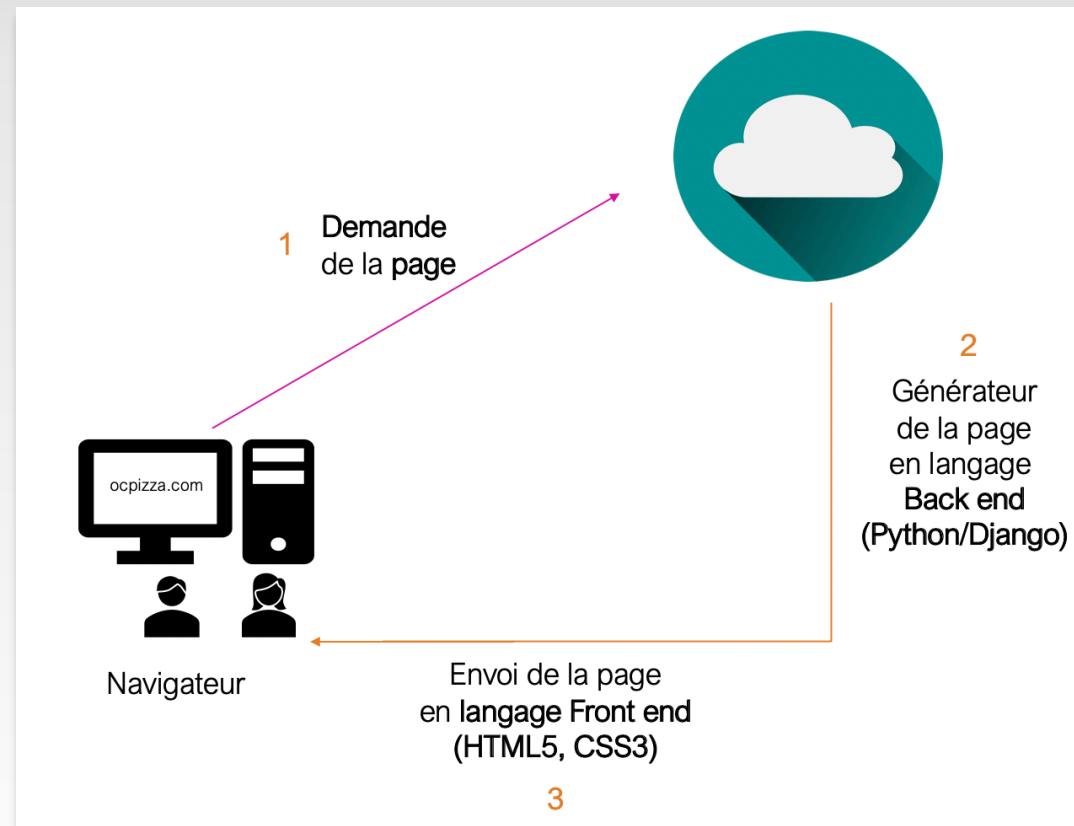 1
Demande
de la page
2
Générateur
de la page
en langage
Back end
(Python/Django)
ocpizza.com
Navigateur
Envoi de la page
en langage Front end
(HTML5, CSS3)
3